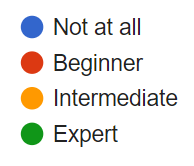 Not at all
Beginner
Intermediate
Expert